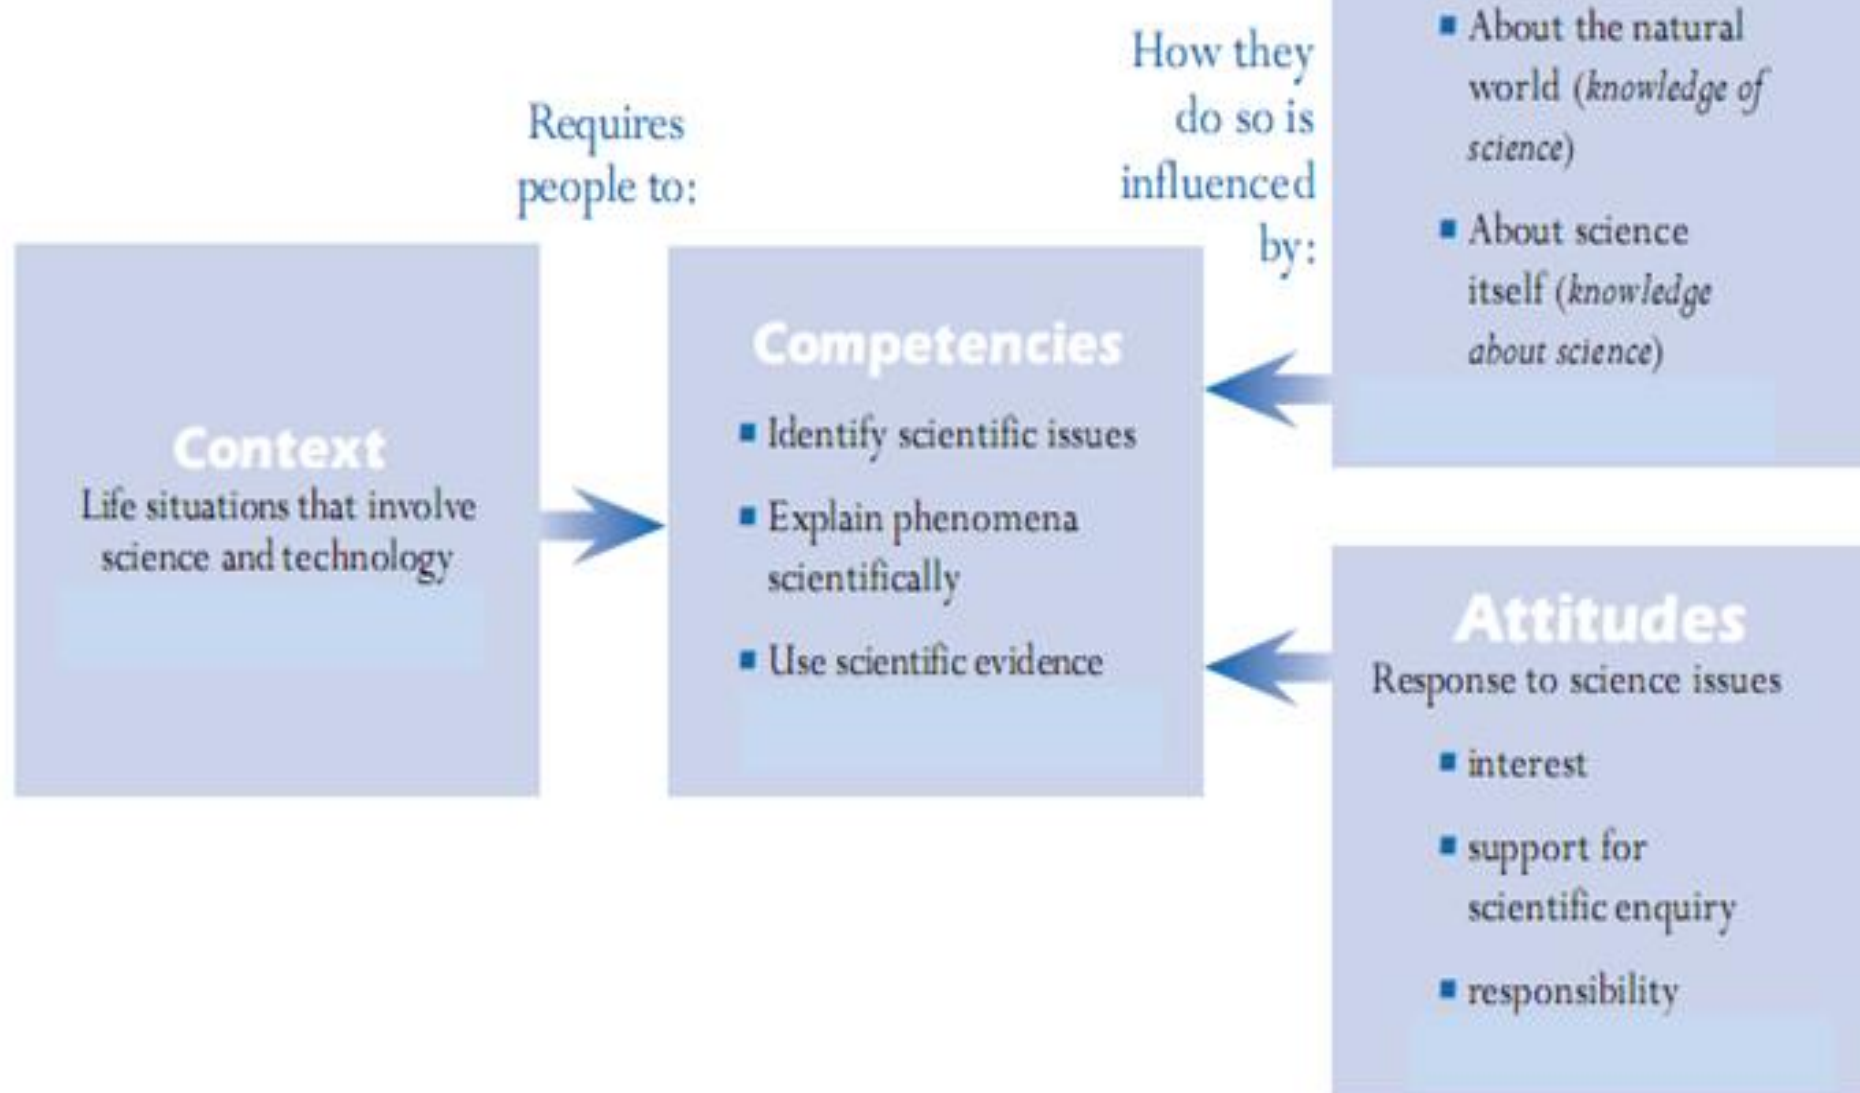 Requires
people to:
Context
Life situations that involve
science and technology
Competencies
■ Identify scientific issues
■ Explain phenomena
scientifically
■ Use scientific evidence
How they
do so is
influenced
by:
■ About the natural
world (knowledge of
science)
■ About science
itself (knowledge
about science)
Attitudes
Response to science issues
■ interest
■ support for
scientific enquiry
■ responsibility